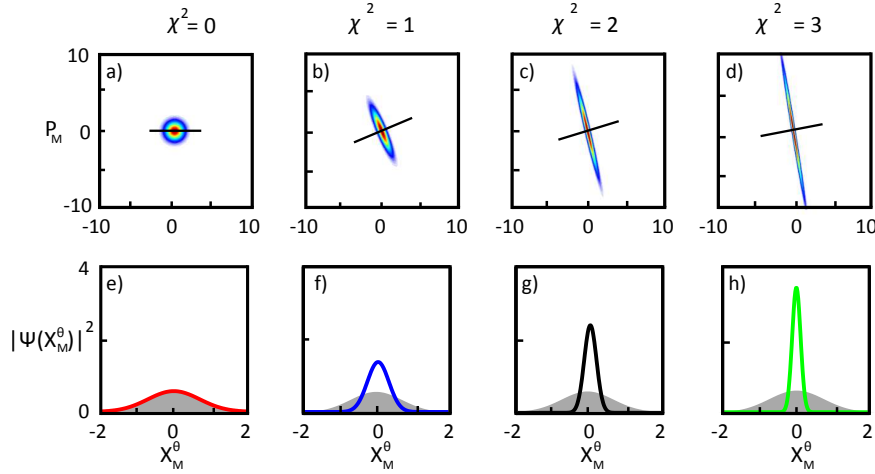 χ² = 0
χ² = 1
χ² = 2
χ² = 3
a)
b)
c)
d)
P_M
10
0
-10
-10 0 10
-10 0 10
-10 0 10
-10 0 10
e)
f)
g)
h)
|Ψ(X_M^θ)|²
4
2
0
-2 0 2
-2 0 2
-2 0 2
-2 0 2
X_M^θ
X_M^θ
X_M^θ
X_M^θ